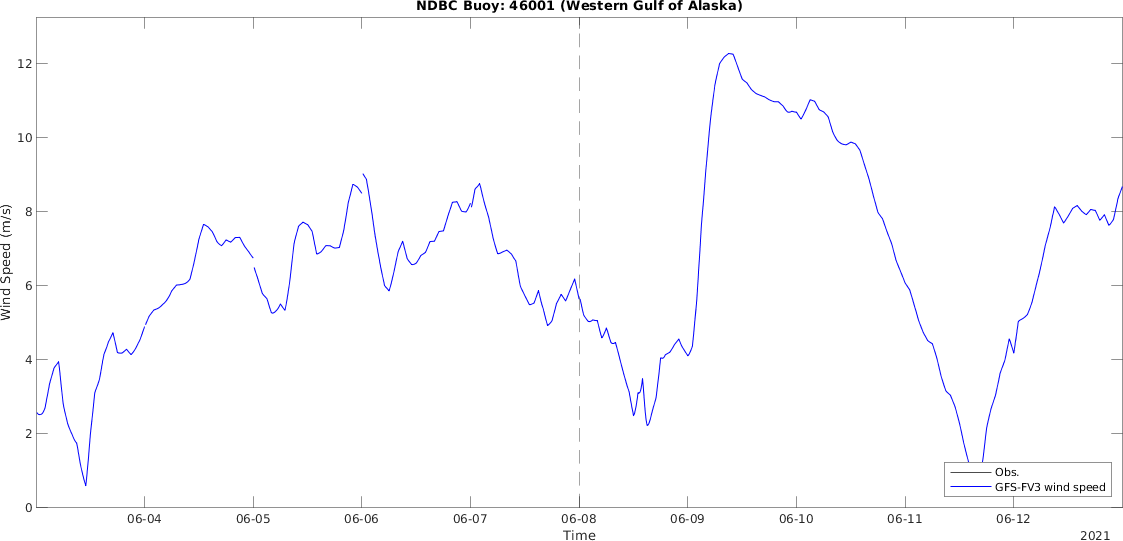 NDBC Buoy: 46001 (Western Gulf of Alaska)
Wind Speed (m/s)
12
10
8
6
4
2
0
06-04 06-05 06-06 06-07 06-08 06-09 06-10 06-11 06-12
Time
2021
Obs.
GFS-FV3 wind speed